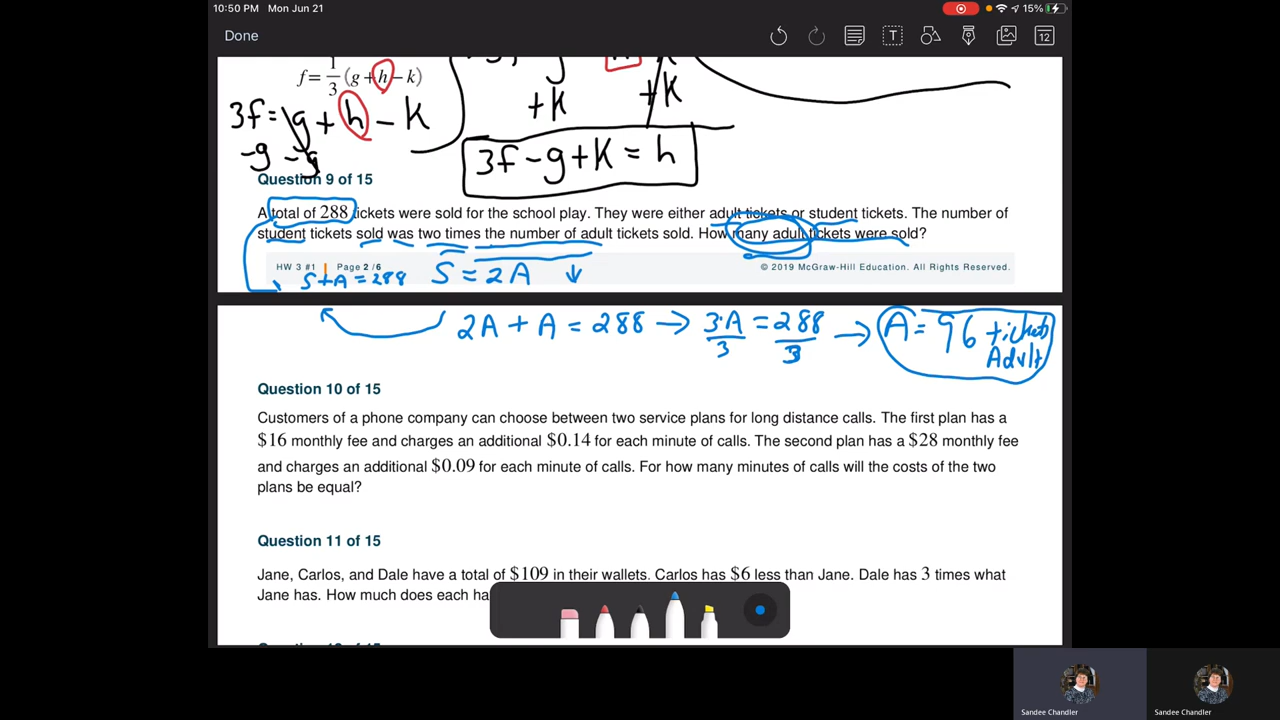 10:50 PM Mon Jun 21
15%
Done
T
12
f = 1/3 (g + h − k)
3f = g + h − k
-g -g
+k +k
3f - g + k = h
Question 9 of 15
A total of 288 tickets were sold for the school play. They were either adult tickets or student tickets. The number of
student tickets sold was two times the number of adult tickets sold. How many adult tickets were sold?
HW 3 #1 Page 2 / 6
© 2019 McGraw-Hill Education. All Rights Reserved.
S + A = 288 S = 2A ↓
2A + A = 288 → 3·A = 288 → A = 96 tickets
3 3 Adult
Question 10 of 15
Customers of a phone company can choose between two service plans for long distance calls. The first plan has a
$16 monthly fee and charges an additional $0.14 for each minute of calls. The second plan has a $28 monthly fee
and charges an additional $0.09 for each minute of calls. For how many minutes of calls will the costs of the two
plans be equal?
Question 11 of 15
Jane, Carlos, and Dale have a total of $109 in their wallets. Carlos has $6 less than Jane. Dale has 3 times what
Jane has. How much does each ha
Sandee Chandler
Sandee Chandler